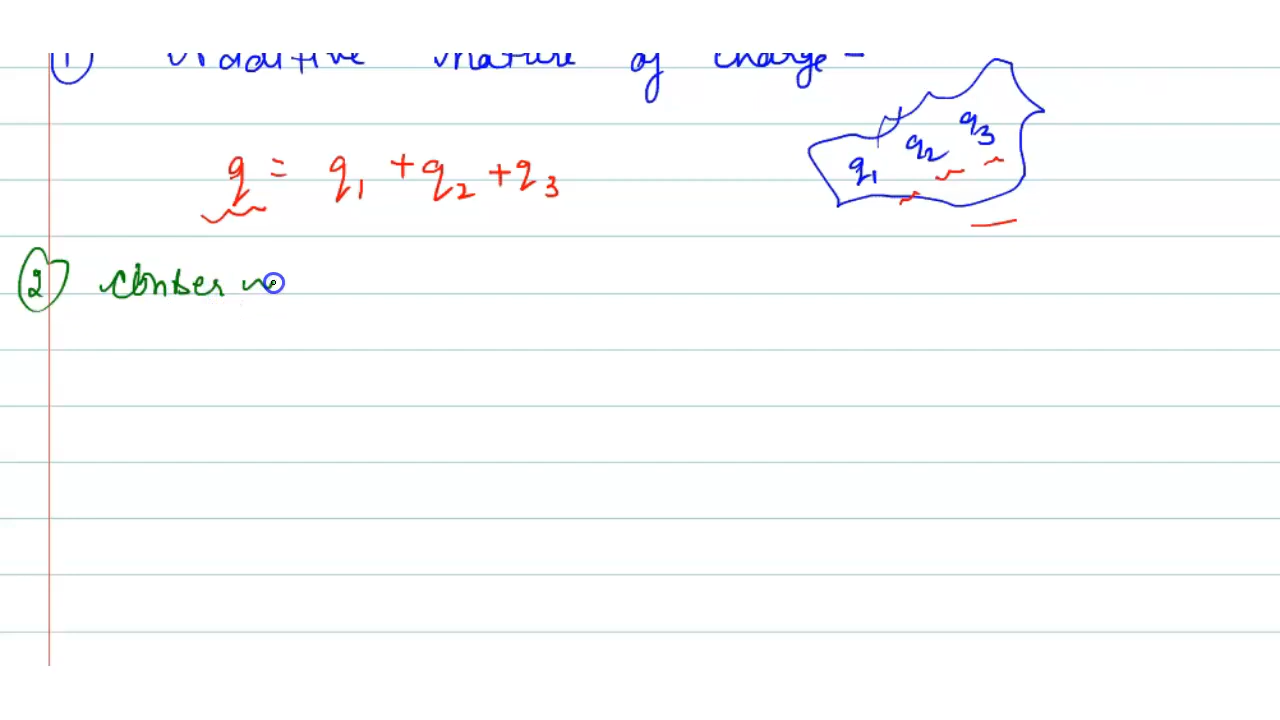 ① Additive nature of charge -
q1 q2 q3
q = q1 + q2 + q3
② conser